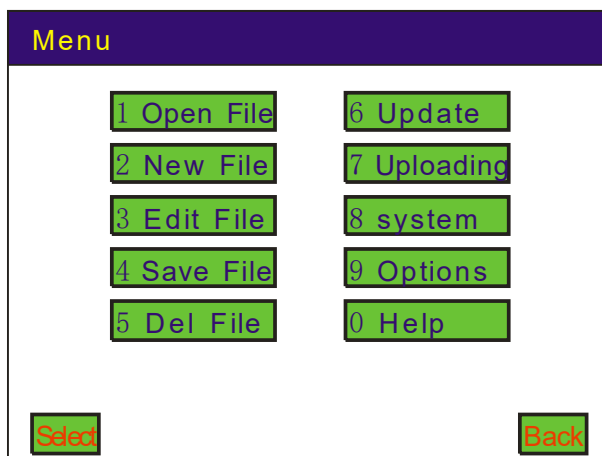 Menu
1 Open File
2 New File
3 Edit File
4 Save File
5 Del File
6 Update
7 Uploading
8 system
9 Options
0 Help
Select
Back